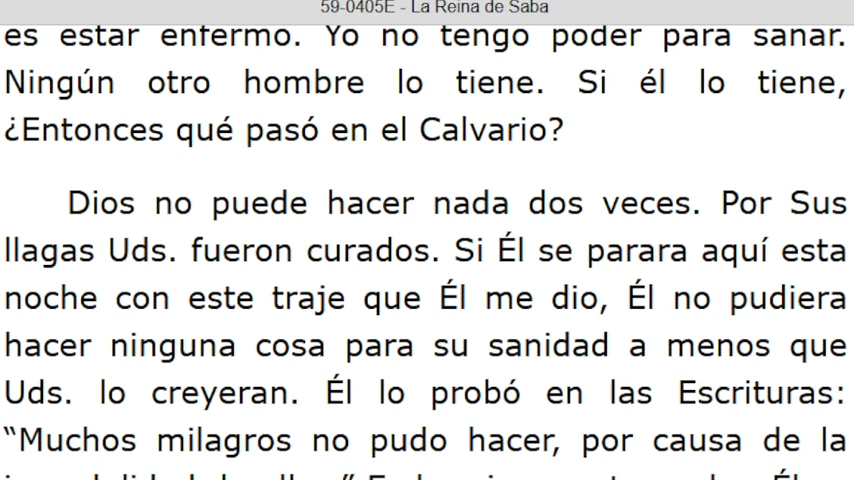 59-0405E - La Reina de Saba
es estar enfermo. Yo no tengo poder para sanar.
Ningún otro hombre lo tiene. Si él lo tiene,
¿Entonces qué pasó en el Calvario?
Dios no puede hacer nada dos veces. Por Sus
llagas Uds. fueron curados. Si Él se parara aquí esta
noche con este traje que Él me dio, Él no pudiera
hacer ninguna cosa para su sanidad a menos que
Uds. lo creyeran. Él lo probó en las Escrituras:
“Muchos milagros no pudo hacer, por causa de la